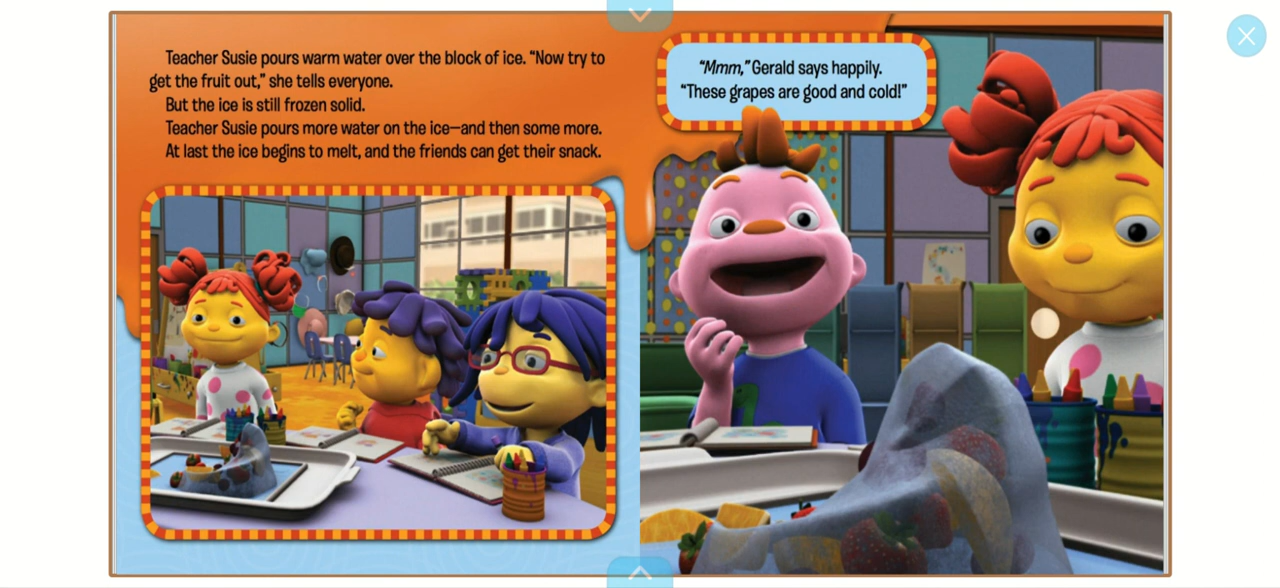 Teacher Susie pours warm water over the block of ice. “Now try to
get the fruit out,” she tells everyone.
But the ice is still frozen solid.
Teacher Susie pours more water on the ice—and then some more.
At last the ice begins to melt, and the friends can get their snack.
“Mmm,” Gerald says happily.
“These grapes are good and cold!”